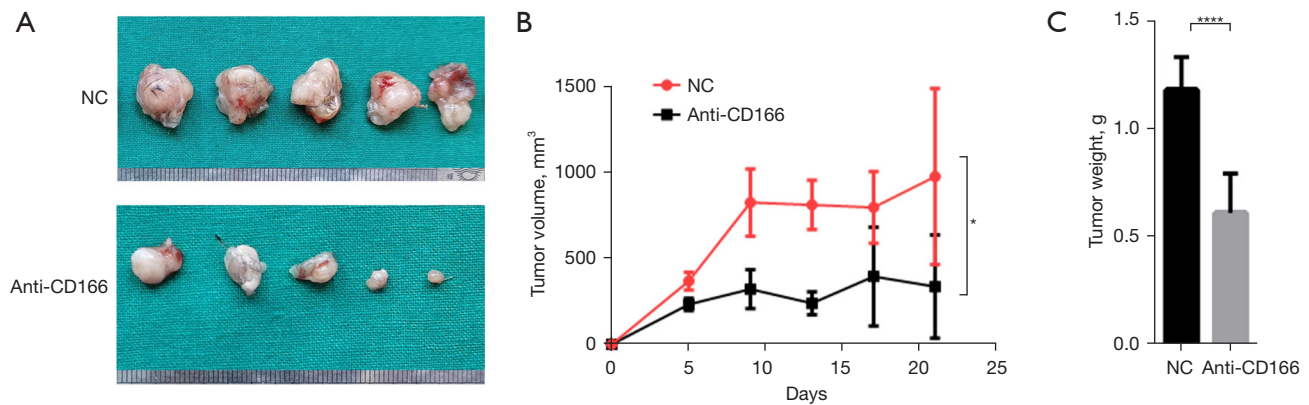 A
NC
Anti-CD166
B
Tumor volume, mm³
1500
1000
500
0
NC
Anti-CD166
*
0 5 10 15 20 25
Days
C
Tumor weight, g
1.5
1.0
0.5
0.0
****
NC Anti-CD166